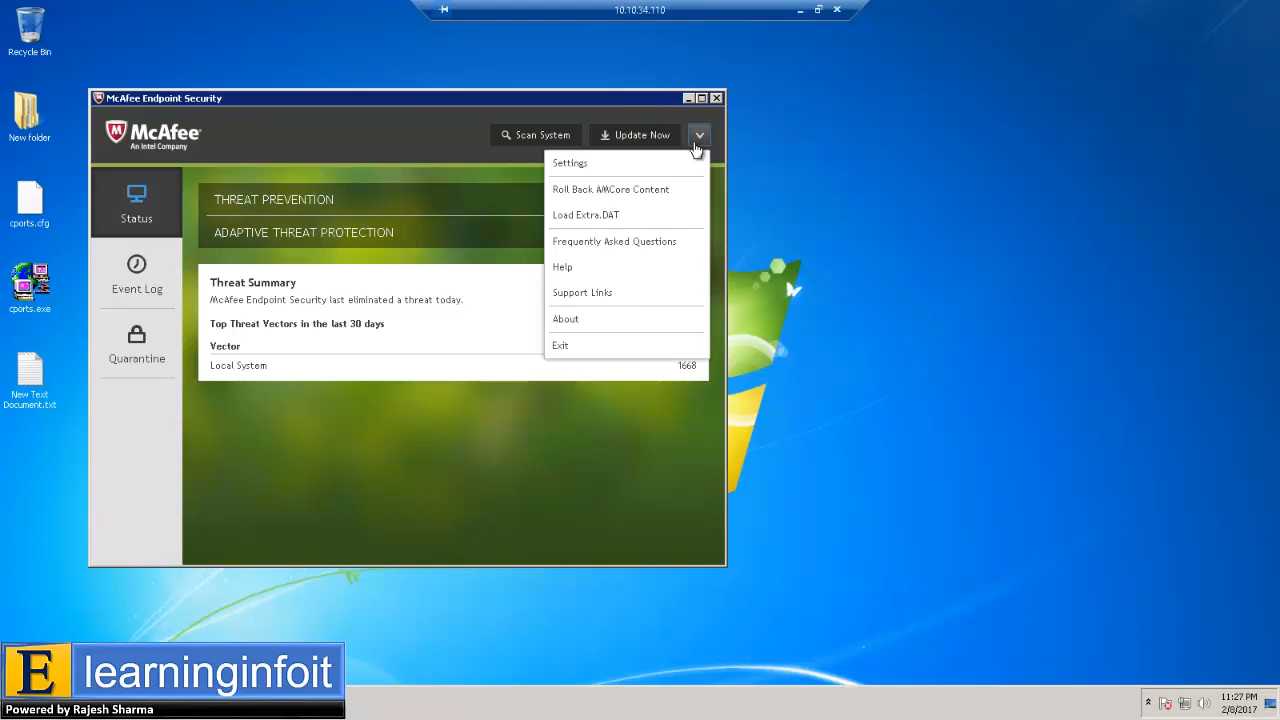 10.10.34.110
Recycle Bin
New folder
cports.cfg
cports.exe
New Text
Document.txt
McAfee Endpoint Security
McAfee
An Intel Company
Scan System
Update Now
Settings
Roll Back AMCore Content
Load Extra.DAT
Frequently Asked Questions
Help
Support Links
About
Exit
Status
Event Log
Quarantine
THREAT PREVENTION
ADAPTIVE THREAT PROTECTION
Threat Summary
McAfee Endpoint Security last eliminated a threat today.
Top Threat Vectors in the last 30 days
Vector
Local System 1668
E learninginfoit
Powered by Rajesh Sharma
11:27 PM
2/8/2017